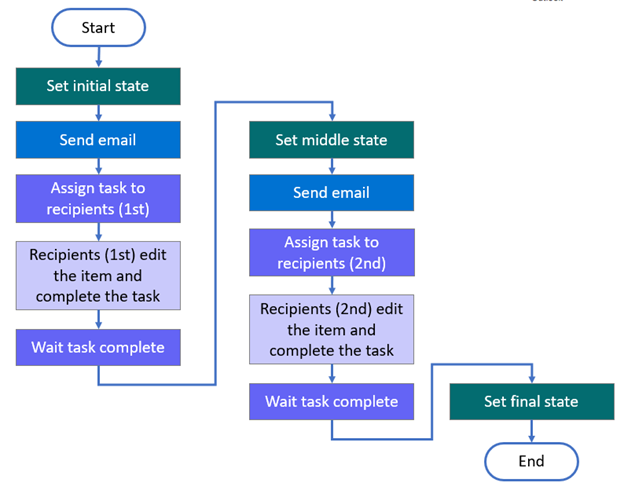 Start
Set initial state
Send email
Assign task to
recipients (1st)
Recipients (1st) edit
the item and
complete the task
Wait task complete
Set middle state
Send email
Assign task to
recipients (2nd)
Recipients (2nd) edit
the item and
complete the task
Wait task complete
Set final state
End